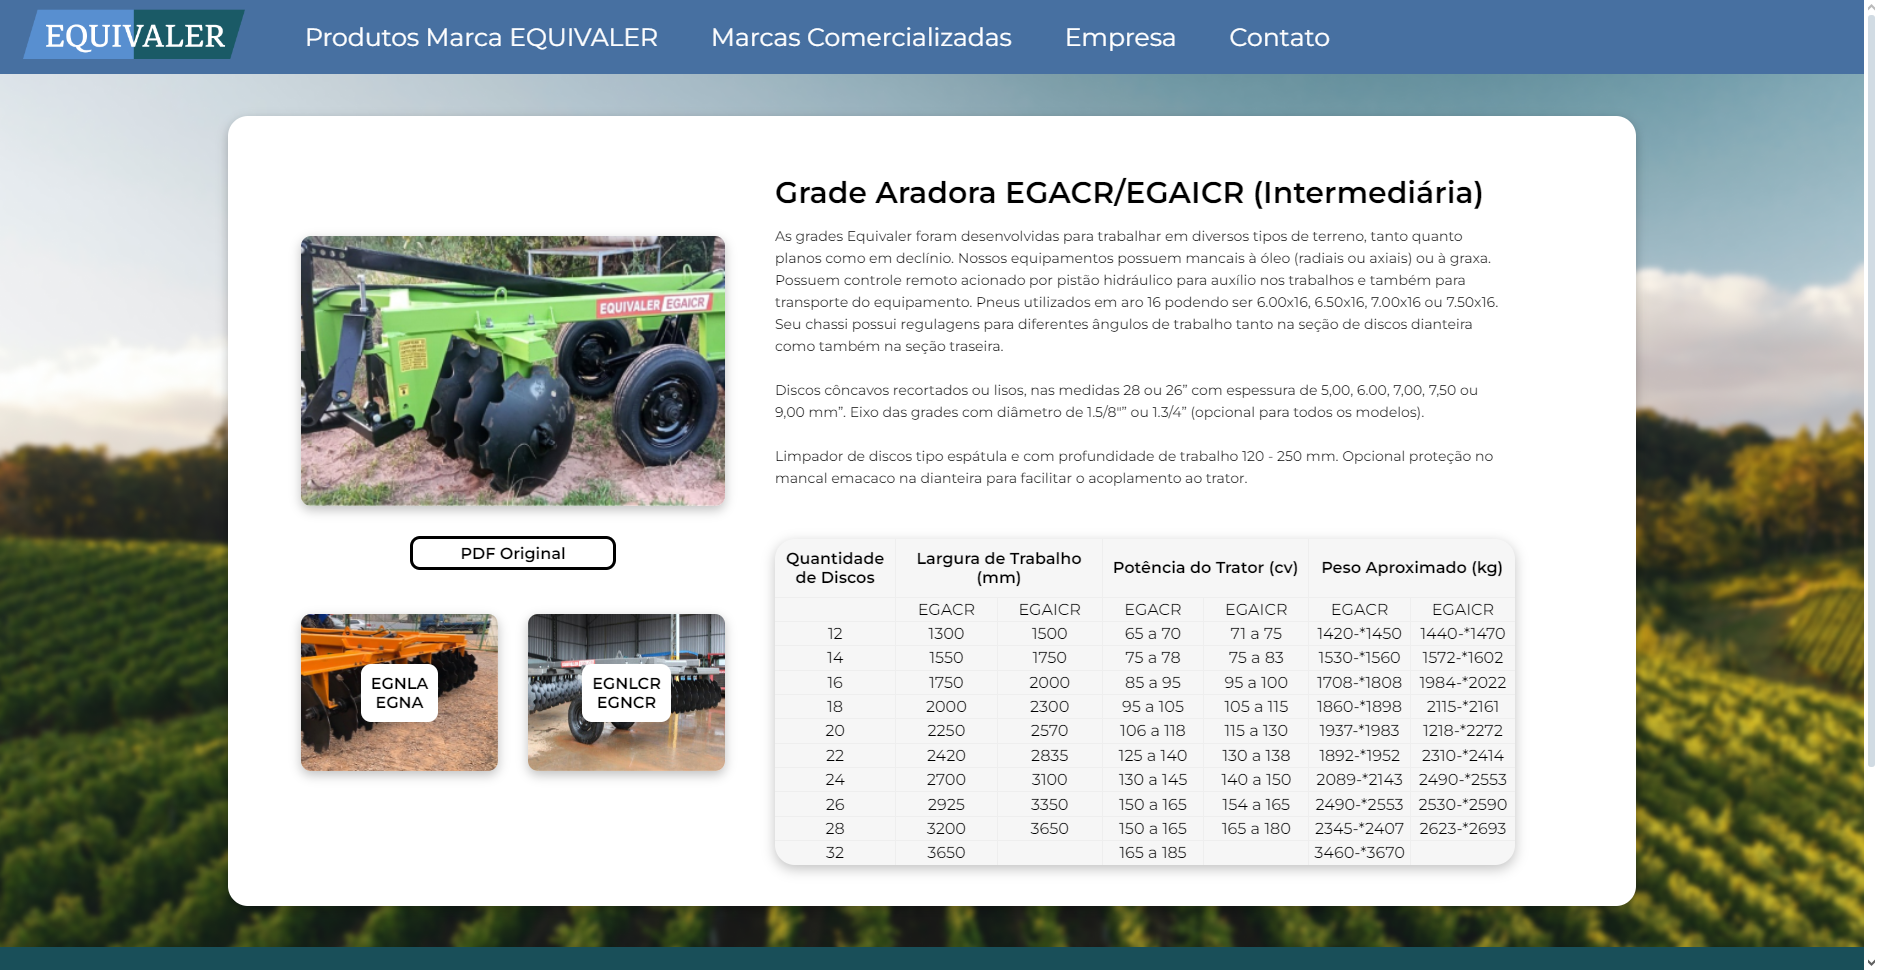 EQUIVALER
Produtos Marca EQUIVALER
Marcas Comercializadas
Empresa
Contato
Grade Aradora EGACR/EGAICR (Intermediária)
As grades Equivaler foram desenvolvidas para trabalhar em diversos tipos de terreno, tanto quanto
planos como em declínio. Nossos equipamentos possuem mancais à óleo (radiais ou axiais) ou à graxa.
Possuem controle remoto acionado por pistão hidráulico para auxílio nos trabalhos e também para
transporte do equipamento. Pneus utilizados em aro 16 podendo ser 6.00x16, 6.50x16, 7.00x16 ou 7.50x16.
Seu chassi possui regulagens para diferentes ângulos de trabalho tanto na seção de discos dianteira
como também na seção traseira.
Discos côncavos recortados ou lisos, nas medidas 28 ou 26” com espessura de 5,00, 6.00, 7,00, 7,50 ou
9,00 mm”. Eixo das grades com diâmetro de 1.5/8"” ou 1.3/4” (opcional para todos os modelos).
Limpador de discos tipo espátula e com profundidade de trabalho 120 - 250 mm. Opcional proteção no
mancal emacaco na dianteira para facilitar o acoplamento ao trator.
EQUIVALER EGAICR
PDF Original
EGNLA
EGNA
EGNLCR
EGNCR
Quantidade de Discos Largura de Trabalho (mm) Potência do Trator (cv) Peso Aproximado (kg)
EGACR EGAICR EGACR EGAICR EGACR EGAICR
12 1300 1500 65 a 70 71 a 75 1420-*1450 1440-*1470
14 1550 1750 75 a 78 75 a 83 1530-*1560 1572-*1602
16 1750 2000 85 a 95 95 a 100 1708-*1808 1984-*2022
18 2000 2300 95 a 105 105 a 115 1860-*1898 2115-*2161
20 2250 2570 106 a 118 115 a 130 1937-*1983 1218-*2272
22 2420 2835 125 a 140 130 a 138 1892-*1952 2310-*2414
24 2700 3100 130 a 145 140 a 150 2089-*2143 2490-*2553
26 2925 3350 150 a 165 154 a 165 2490-*2553 2530-*2590
28 3200 3650 150 a 165 165 a 180 2345-*2407 2623-*2693
32 3650 165 a 185 3460-*3670